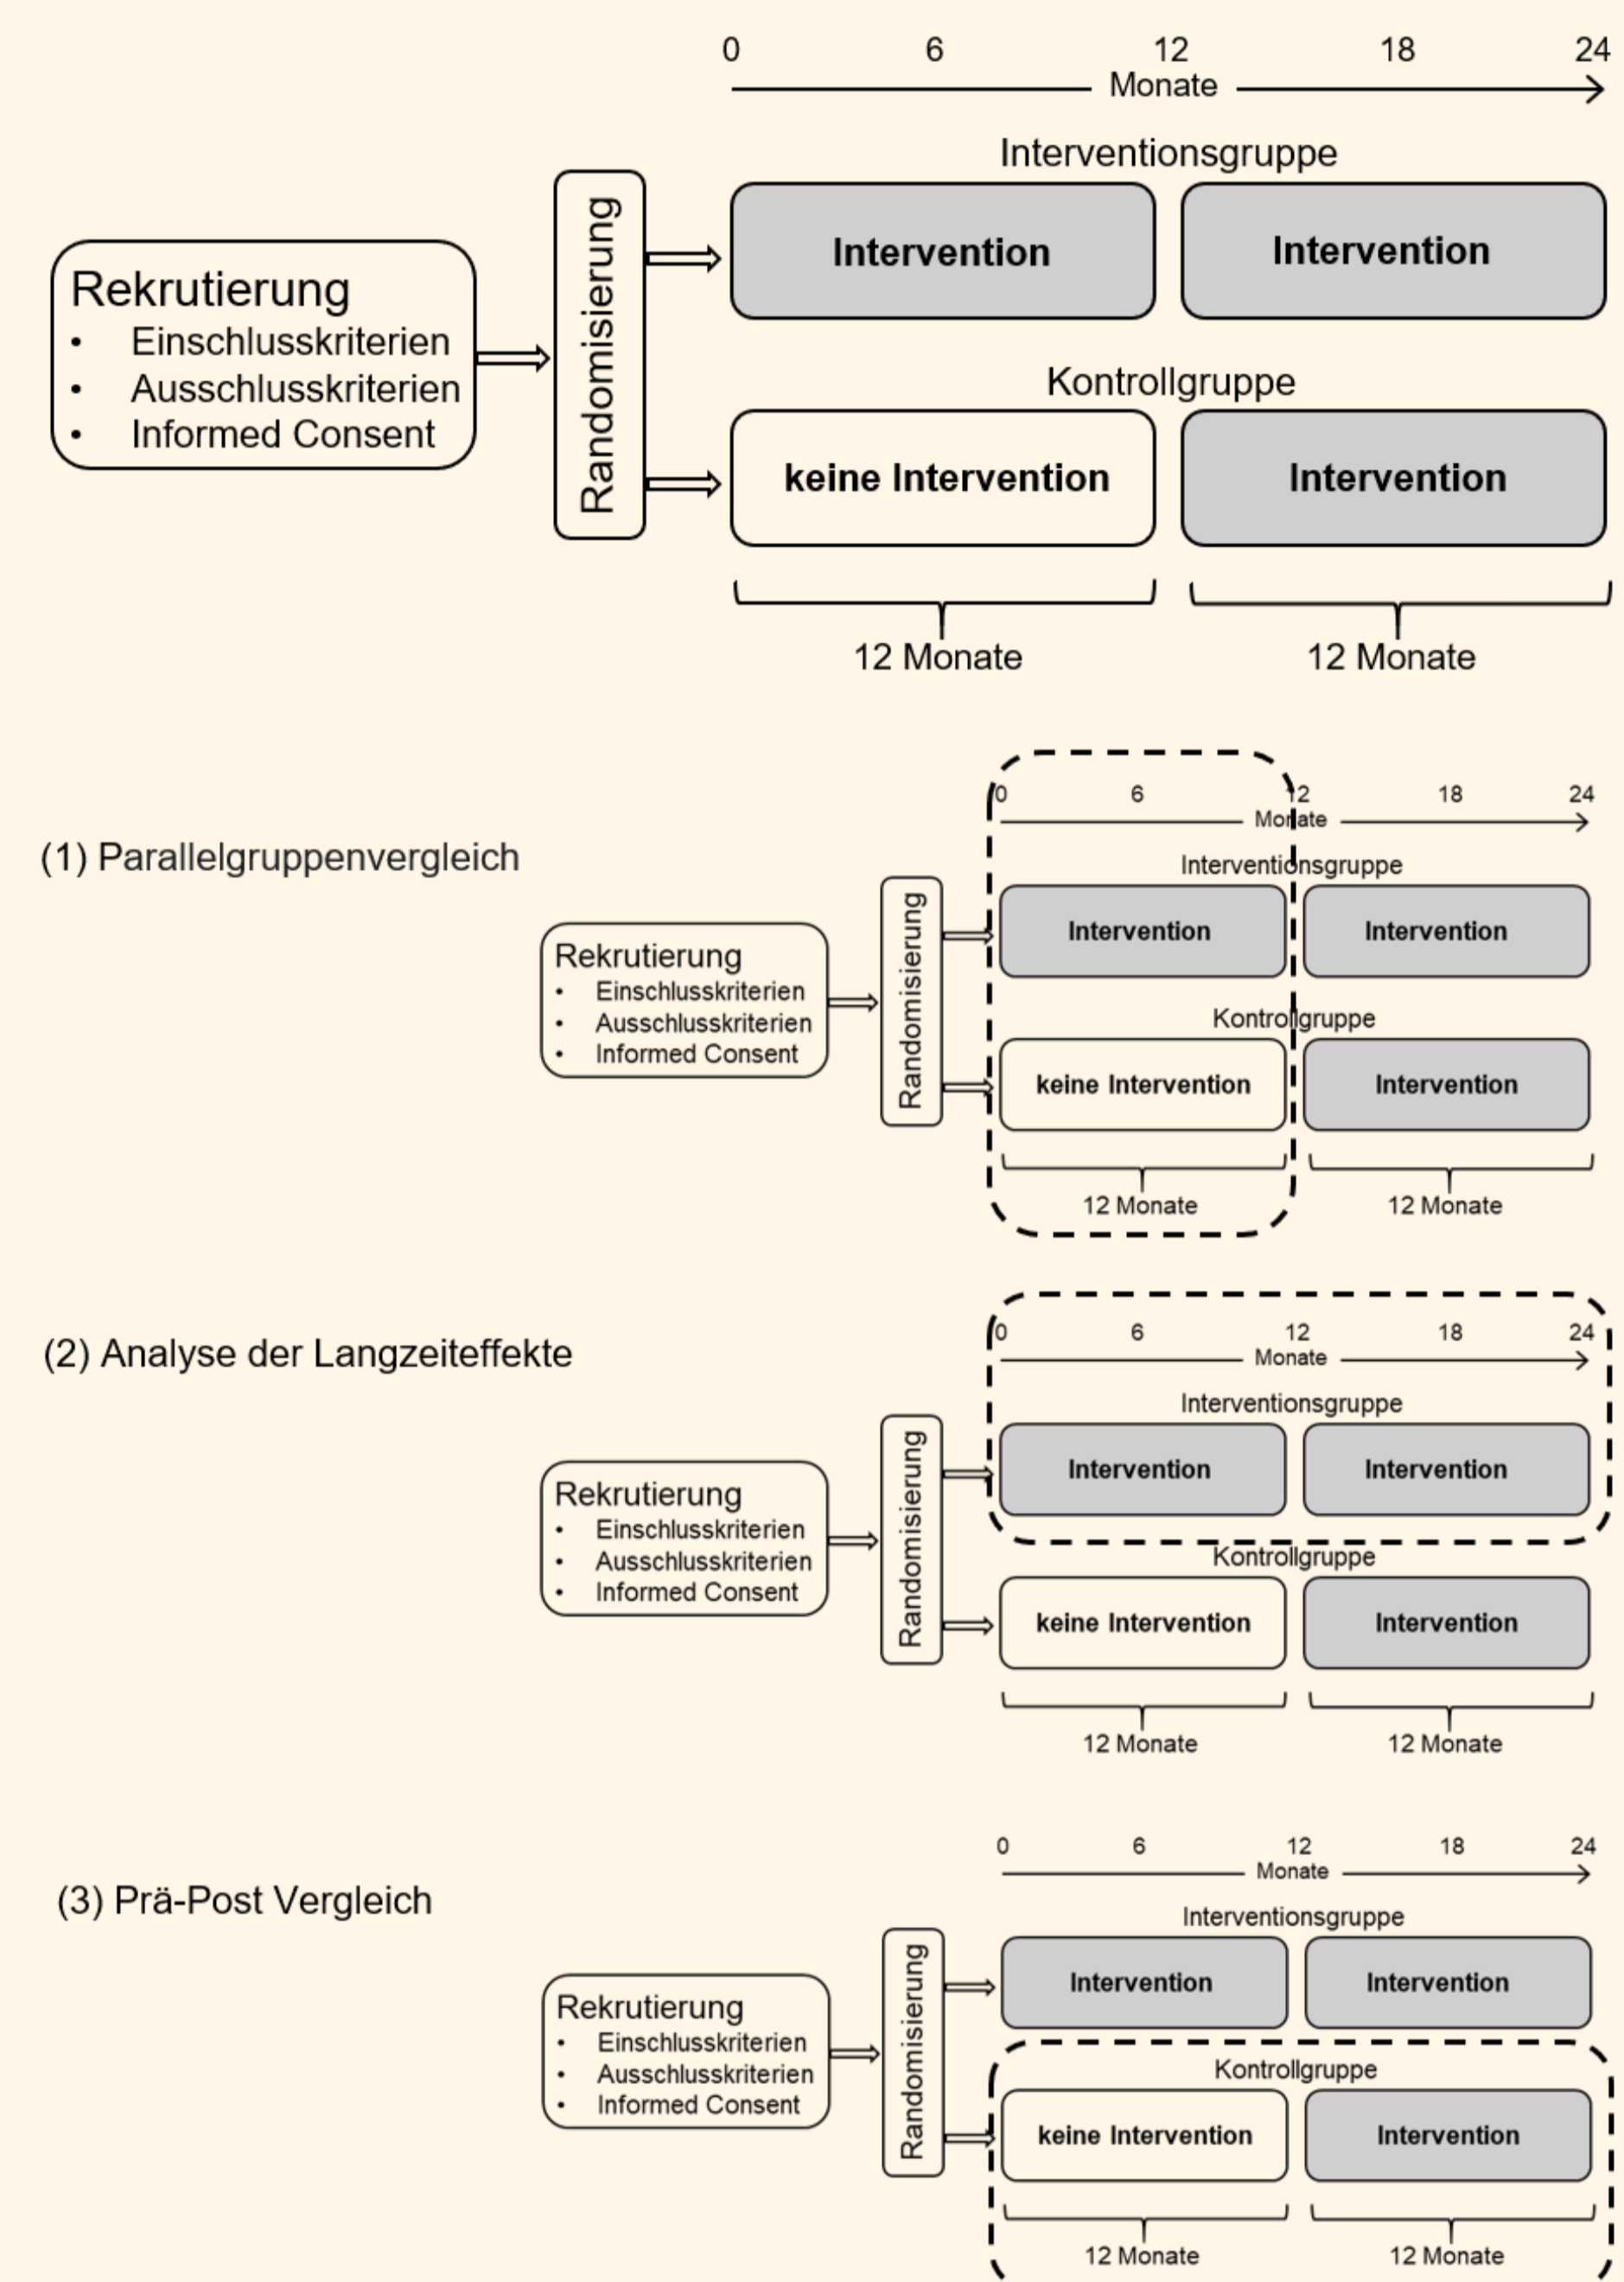 0 6 12 18 24
Monate
Interventionsgruppe
Intervention Intervention
Rekrutierung
• Einschlusskriterien
• Ausschlusskriterien
• Informed Consent
Randomisierung
Kontrollgruppe
keine Intervention Intervention
12 Monate 12 Monate
(1) Parallelgruppenvergleich
0 6 12 18 24
Monate
Interventionsgruppe
Intervention Intervention
Rekrutierung
• Einschlusskriterien
• Ausschlusskriterien
• Informed Consent
Randomisierung
Kontrollgruppe
keine Intervention Intervention
12 Monate 12 Monate
(2) Analyse der Langzeiteffekte
0 6 12 18 24
Monate
Interventionsgruppe
Intervention Intervention
Rekrutierung
• Einschlusskriterien
• Ausschlusskriterien
• Informed Consent
Randomisierung
Kontrollgruppe
keine Intervention Intervention
12 Monate 12 Monate
(3) Prä-Post Vergleich
0 6 12 18 24
Monate
Interventionsgruppe
Intervention Intervention
Rekrutierung
• Einschlusskriterien
• Ausschlusskriterien
• Informed Consent
Randomisierung
Kontrollgruppe
keine Intervention Intervention
12 Monate 12 Monate